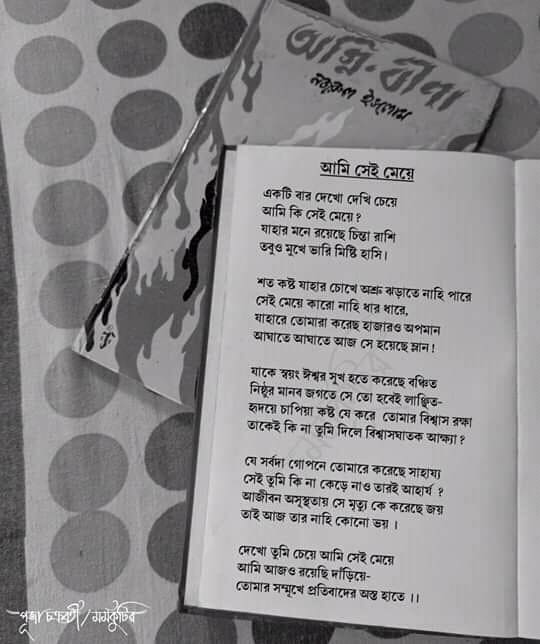 অগ্নি-বীণা
নজরুল ইসলাম
আমি সেই মেয়ে
একটি বার দেখো দেখি চেয়ে
আমি কি সেই মেয়ে ?
যাহার মনে রয়েছে চিন্তা রাশি
তবুও মুখে ভারি মিষ্টি হাসি।
শত কষ্ট যাহার চোখে অশ্রু ঝড়াতে নাহি পারে
সেই মেয়ে কারো নাহি ধার ধারে,
যাহারে তোমারা করেছ হাজারও অপমান
আঘাতে আঘাতে আজ সে হয়েছে ম্লান !
যাকে স্বয়ং ঈশ্বর সুখ হতে করেছে বঞ্চিত
নিষ্ঠুর মানব জগতে সে তো হবেই লাঞ্ছিত-
হৃদয়ে চাপিয়া কষ্ট যে করে তোমার বিশ্বাস রক্ষা
তাকেই কি না তুমি দিলে বিশ্বাসঘাতক আক্ষ্যা ?
যে সর্বদা গোপনে তোমারে করেছে সাহায্য
সেই তুমি কি না কেড়ে নাও তারই আহার্য ?
আজীবন অসুস্থতায় সে মৃত্যু কে করেছে জয়
তাই আজ তার নাহি কোনো ভয় ।
দেখো তুমি চেয়ে আমি সেই মেয়ে
আমি আজও রয়েছি দাঁড়িয়ে-
তোমার সম্মুখে প্রতিবাদের অস্ত্র হাতে ।।
পূজা চক্রবর্তী / মনকুচির